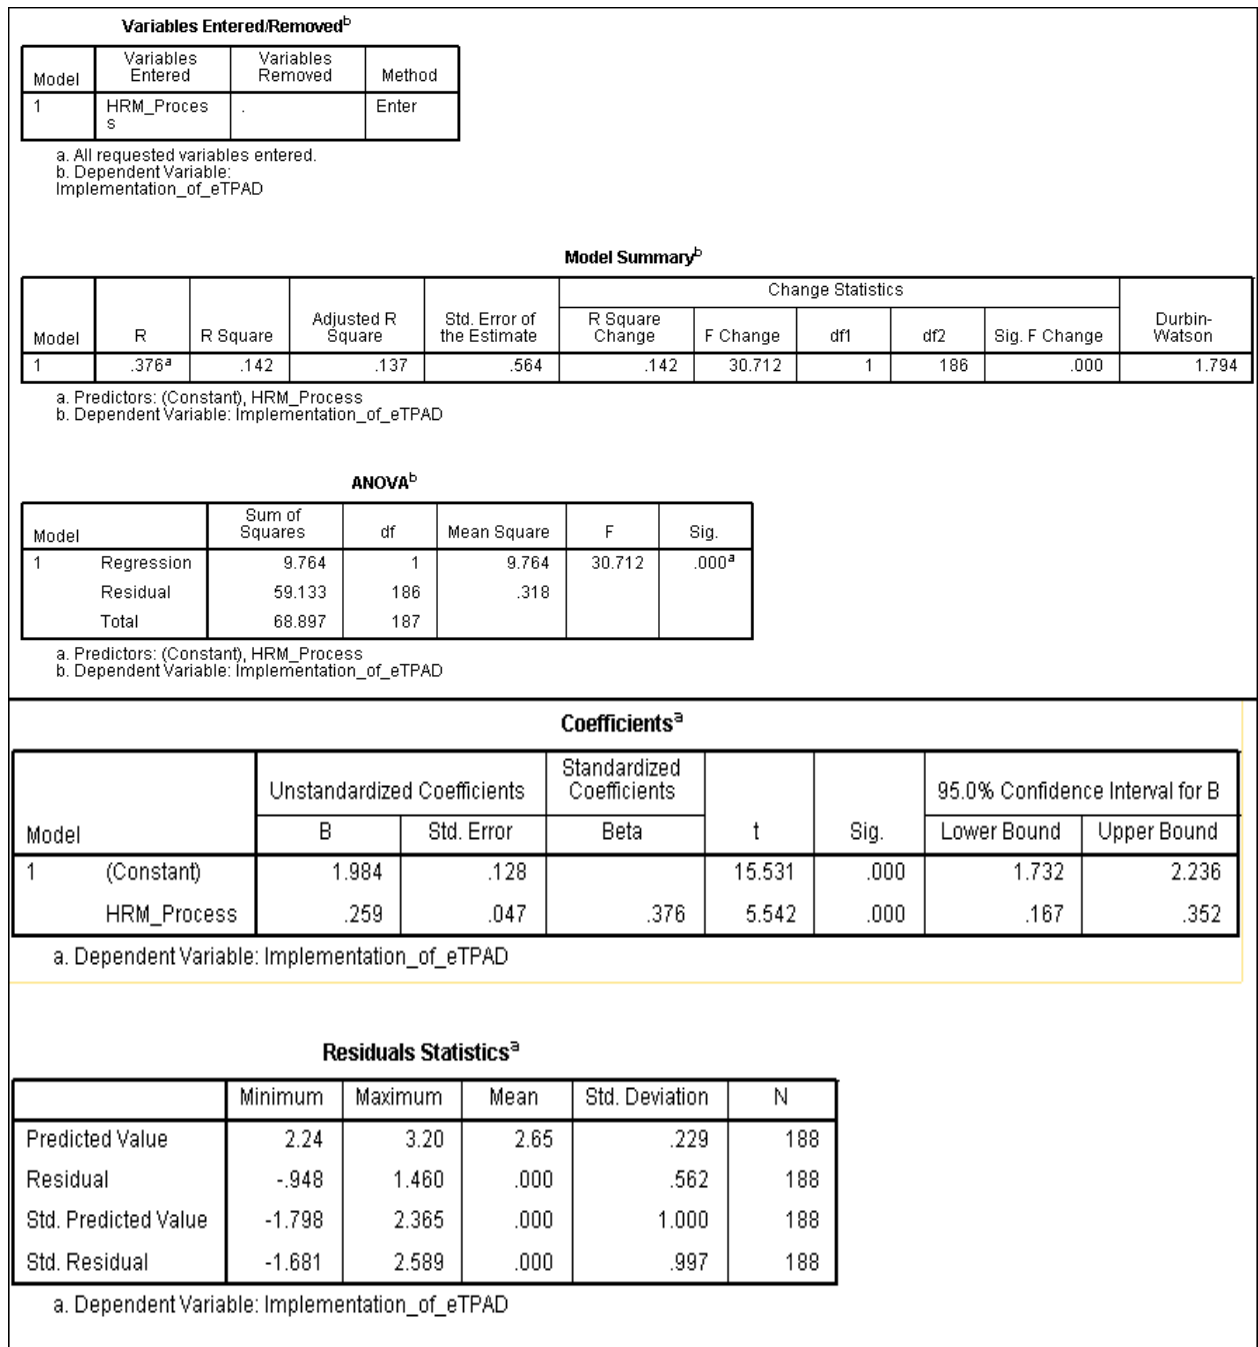 Variables Entered/Removedb
Model Variables Entered Variables Removed Method
1 HRM_Proces s . Enter
a. All requested variables entered.
b. Dependent Variable:
Implementation_of_eTPAD
Model Summaryb
Change Statistics
Model R R Square Adjusted R Square Std. Error of the Estimate R Square Change F Change df1 df2 Sig. F Change Durbin-Watson
1 .376a .142 .137 .564 .142 30.712 1 186 .000 1.794
a. Predictors: (Constant), HRM_Process
b. Dependent Variable: Implementation_of_eTPAD
ANOVAb
Model Sum of Squares df Mean Square F Sig.
1 Regression 9.764 1 9.764 30.712 .000a
Residual 59.133 186 .318
Total 68.897 187
a. Predictors: (Constant), HRM_Process
b. Dependent Variable: Implementation_of_eTPAD
Coefficientsa
Model Unstandardized Coefficients Standardized Coefficients t Sig. 95.0% Confidence Interval for B
B Std. Error Beta Lower Bound Upper Bound
1 (Constant) 1.984 .128 15.531 .000 1.732 2.236
HRM_Process .259 .047 .376 5.542 .000 .167 .352
a. Dependent Variable: Implementation_of_eTPAD
Residuals Statisticsa
Minimum Maximum Mean Std. Deviation N
Predicted Value 2.24 3.20 2.65 .229 188
Residual -.948 1.460 .000 .562 188
Std. Predicted Value -1.798 2.365 .000 1.000 188
Std. Residual -1.681 2.589 .000 .997 188
a. Dependent Variable: Implementation_of_eTPAD